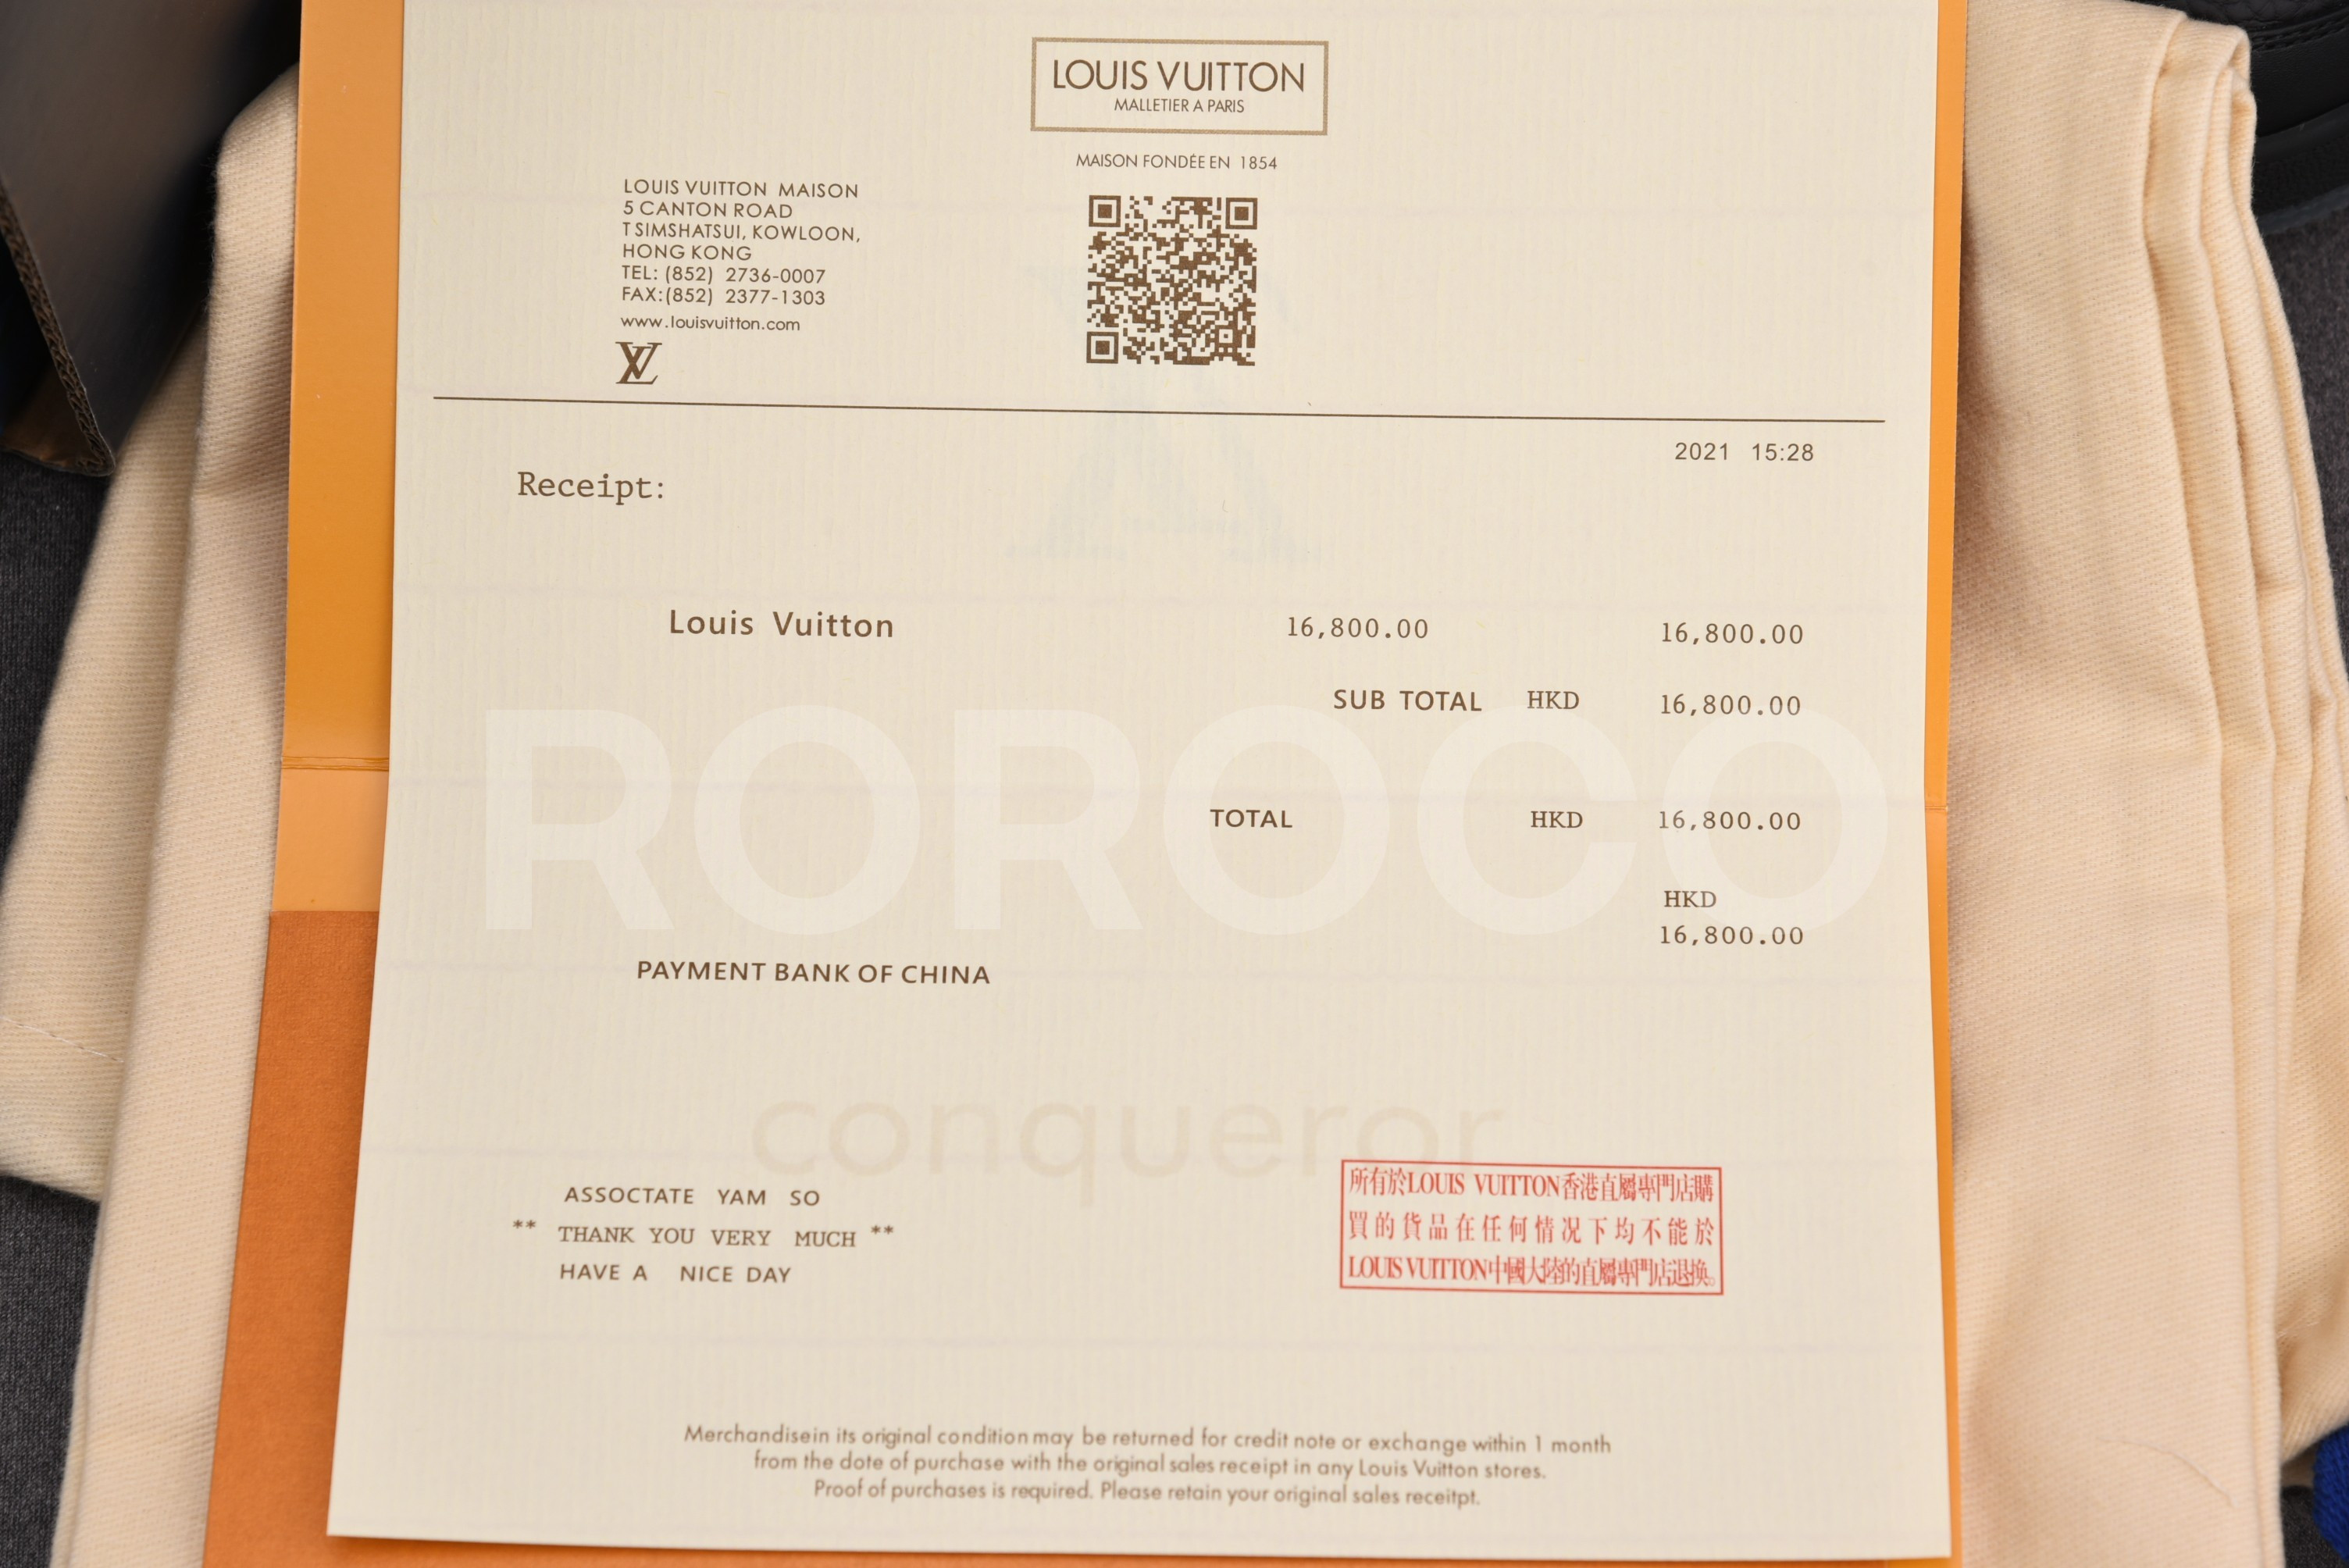 LOUIS VUITTON
MALLETIER A PARIS
MAISON FONDÉE EN 1854
LOUIS VUITTON MAISON
5 CANTON ROAD
T SIMSHATSUI, KOWLOON,
HONG KONG
TEL: (852) 2736-0007
FAX:(852) 2377-1303
www.louisvuitton.com
LV
2021 15:28
Receipt:
Louis Vuitton 16,800.00 16,800.00
SUB TOTAL HKD 16,800.00
ROROCO
TOTAL HKD 16,800.00
HKD
16,800.00
PAYMENT BANK OF CHINA
conqueror
ASSOCTATE YAM SO
** THANK YOU VERY MUCH **
HAVE A NICE DAY
所有於LOUIS VUITTON香港直屬專門店購
買的貨品在任何情况下均不能於
LOUIS VUITTON中國大陸的直屬專門店退換。
Merchandisein its original condition may be returned for credit note or exchange within 1 month
from the dote of purchase with the original sales receipt in any Louis Vuitton stores.
Proof of purchases is required. Please retain your original sales receitpt.